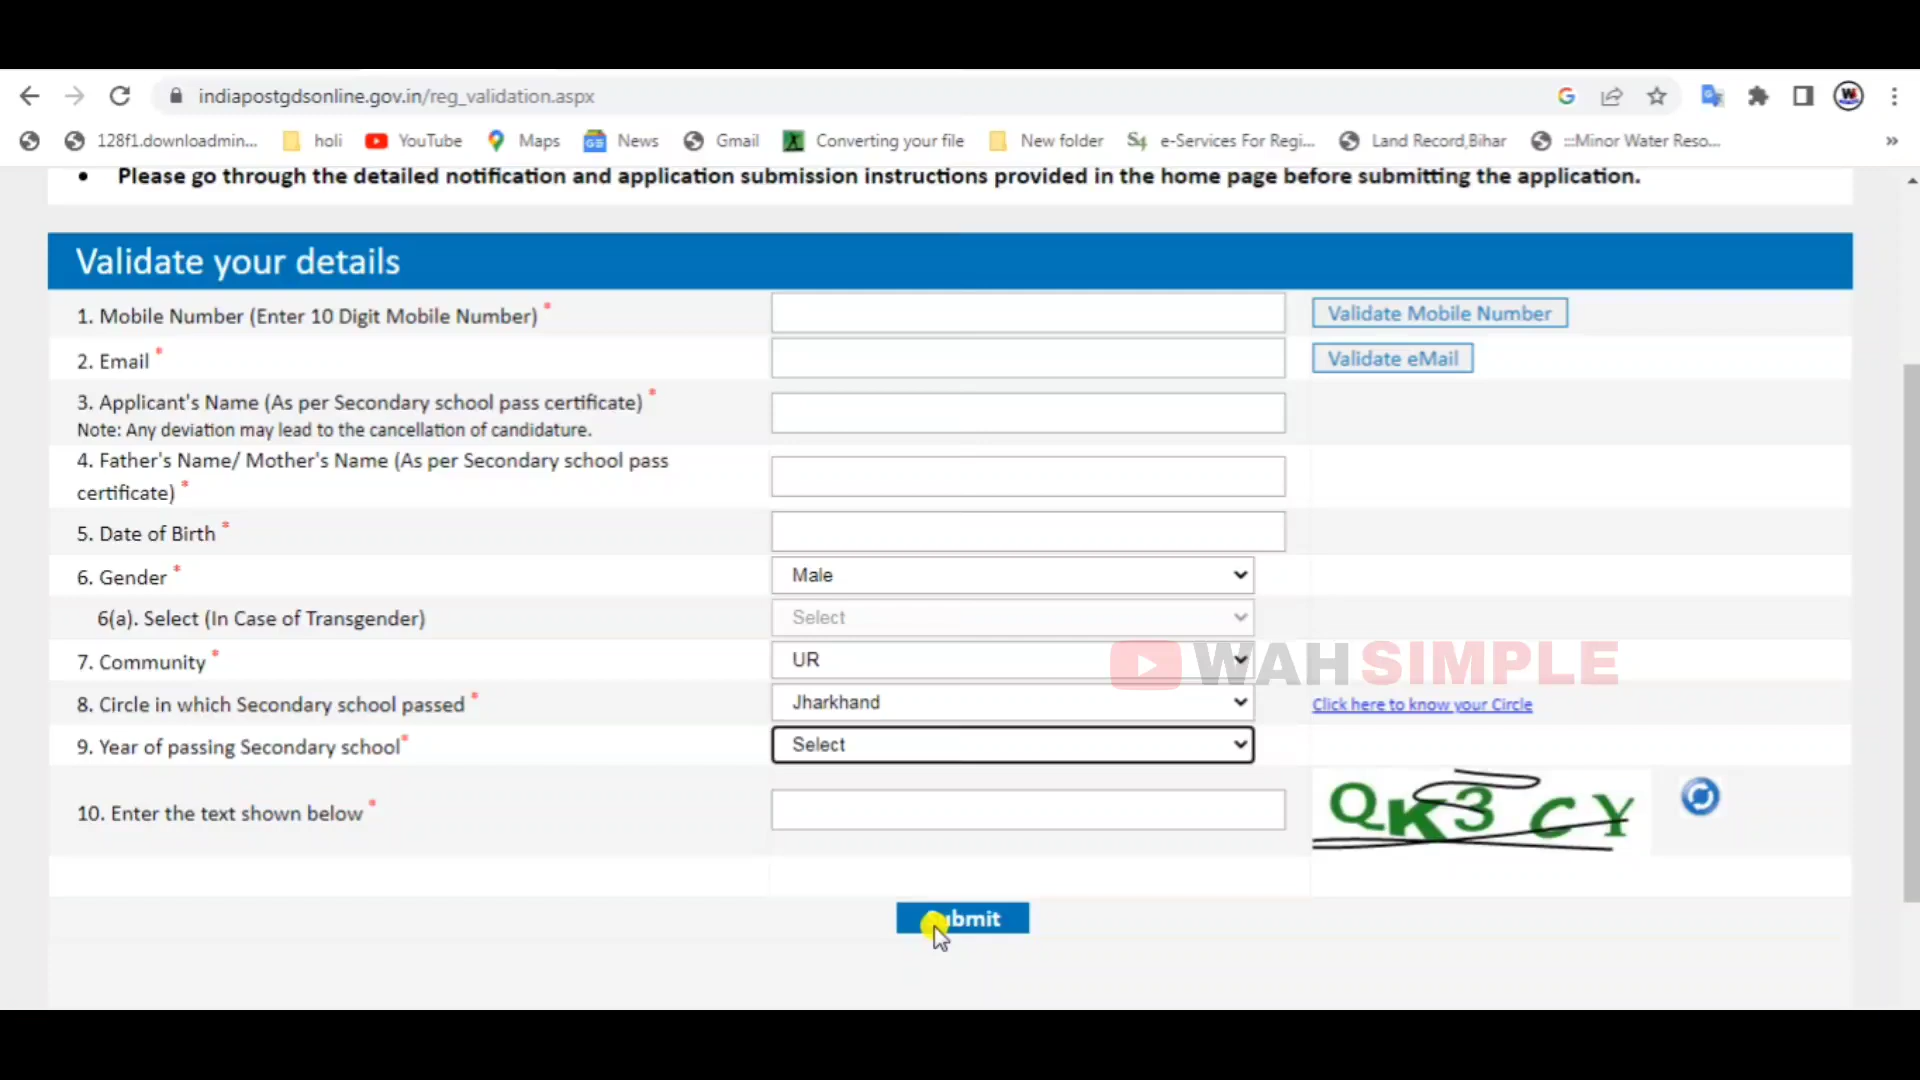 indiapostgdsonline.gov.in/reg_validation.aspx
128f1.downloadmin... holi YouTube Maps News Gmail Converting your file New folder e-Services For Regi... Land Record,Bihar :::Minor Water Reso... »
• Please go through the detailed notification and application submission instructions provided in the home page before submitting the application.
Validate your details
1. Mobile Number (Enter 10 Digit Mobile Number) * Validate Mobile Number
2. Email * Validate eMail
3. Applicant's Name (As per Secondary school pass certificate) *
Note: Any deviation may lead to the cancellation of candidature.
4. Father's Name/ Mother's Name (As per Secondary school pass
certificate) *
5. Date of Birth *
6. Gender * Male
6(a). Select (In Case of Transgender) Select
7. Community * UR
WAHSIMPLE
8. Circle in which Secondary school passed * Jharkhand Click here to know your Circle
9. Year of passing Secondary school* Select
10. Enter the text shown below * QK3CY
Submit